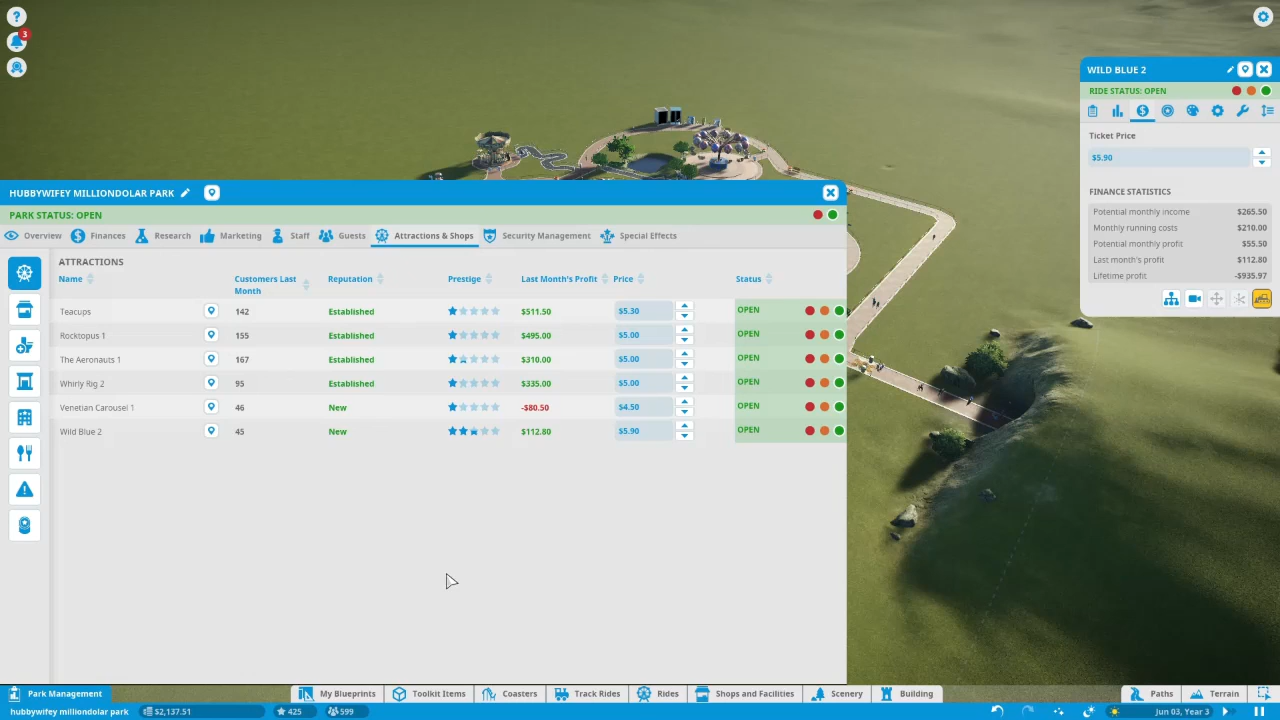 ?
3
HUBBYWIFEY MILLIONDOLAR PARK
PARK STATUS: OPEN
Overview Finances Research Marketing Staff Guests Attractions & Shops Security Management Special Effects
ATTRACTIONS
Name Customers Last Month Reputation Prestige Last Month's Profit Price Status
Teacups 142 Established $511.50 $5.30 OPEN
Rocktopus 1 155 Established $495.00 $5.00 OPEN
The Aeronauts 1 167 Established $310.00 $5.00 OPEN
Whirly Rig 2 95 Established $335.00 $5.00 OPEN
Venetian Carousel 1 46 New -$80.50 $4.50 OPEN
Wild Blue 2 45 New $112.80 $5.90 OPEN
WILD BLUE 2
RIDE STATUS: OPEN
Ticket Price
$5.90
FINANCE STATISTICS
Potential monthly income $265.50
Monthly running costs $210.00
Potential monthly profit $55.50
Last month's profit $112.80
Lifetime profit -$935.97
Park Management My Blueprints Toolkit Items Coasters Track Rides Rides Shops and Facilities Scenery Building Paths Terrain
hubbywifey milliondolar park $2,137.51 425 599 Jun 03, Year 3